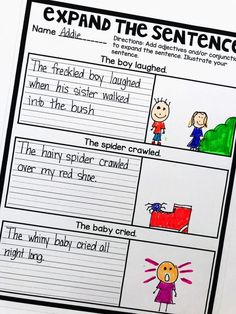 EXPAND THE SENTENCE
Name Addie
Directions: Add adjectives and/or conjunctions
to expand the sentence. Illustrate your
sentence.
The boy laughed.
The freckled boy laughed
when his sister walked
into the bush
The spider crawled.
The hairy spider crawled
over my red shoe.
The baby cried.
The whiny baby cried all
night long.